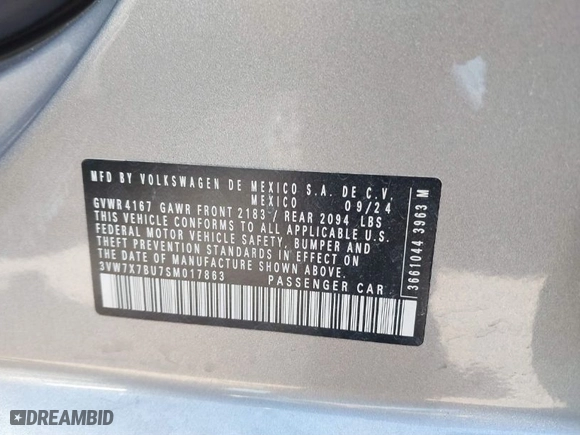 MFD BY VOLKSWAGEN DE MEXICO S.A. DE C.V.
MEXICO 09/24
GVWR 4167 GAWR FRONT 2183 / REAR 2094 LBS
THIS VEHICLE CONFORMS TO ALL APPLICABLE U.S.
FEDERAL MOTOR VEHICLE SAFETY, BUMPER AND
THEFT PREVENTION STANDARDS IN EFFECT ON
THE DATE OF MANUFACTURE SHOWN ABOVE
3VW7X7BU7SM017863 PASSENGER CAR
3661044 3963 M
DREAMBID